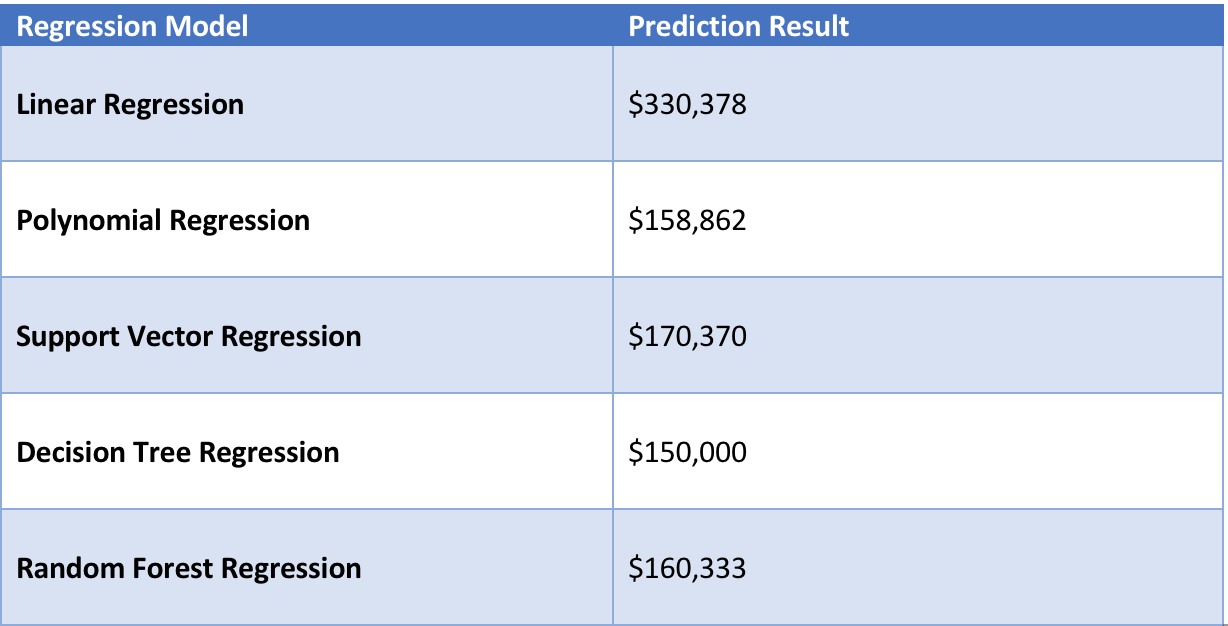 Regression Model Prediction Result
Linear Regression $330,378
Polynomial Regression $158,862
Support Vector Regression $170,370
Decision Tree Regression $150,000
Random Forest Regression $160,333